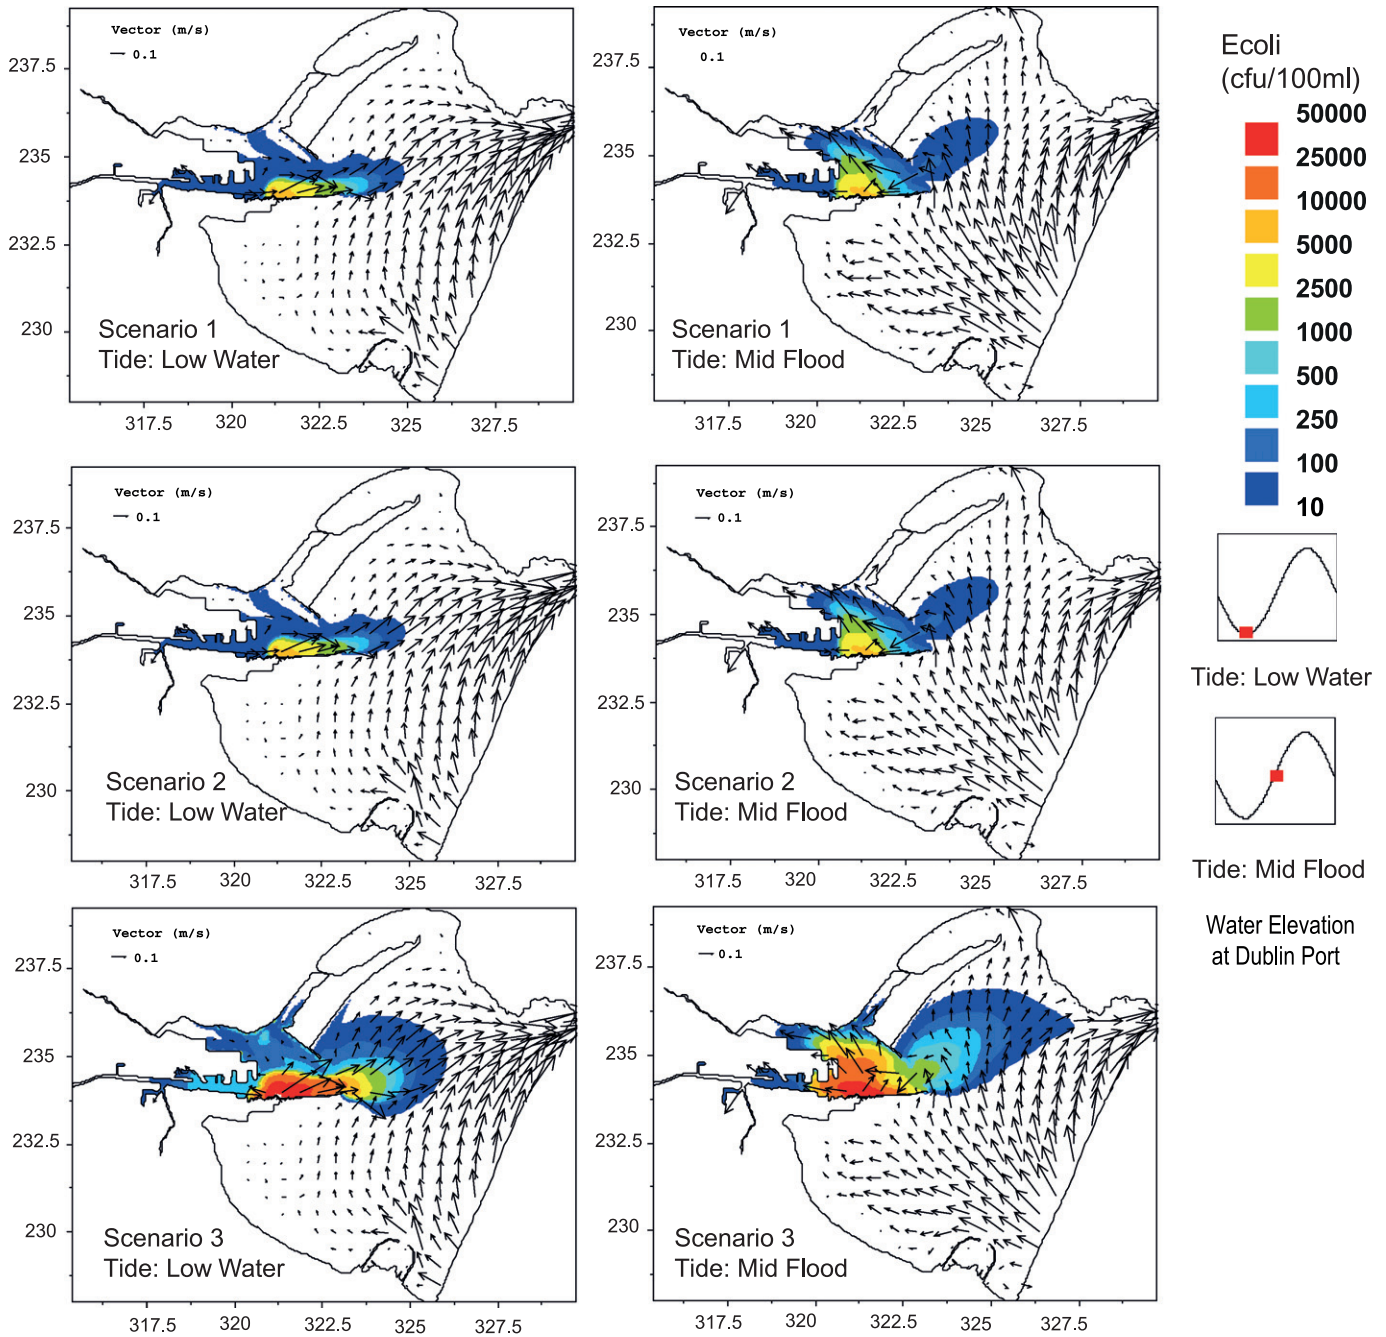 Vector (m/s)
0.1
237.5
235
232.5
230
Scenario 1
Tide: Low Water
317.5 320 322.5 325 327.5
Vector (m/s)
0.1
237.5
235
232.5
230
Scenario 1
Tide: Mid Flood
317.5 320 322.5 325 327.5
Vector (m/s)
0.1
237.5
235
232.5
230
Scenario 2
Tide: Low Water
317.5 320 322.5 325 327.5
Vector (m/s)
0.1
237.5
235
232.5
230
Scenario 2
Tide: Mid Flood
317.5 320 322.5 325 327.5
Vector (m/s)
0.1
237.5
235
232.5
230
Scenario 3
Tide: Low Water
317.5 320 322.5 325 327.5
Vector (m/s)
0.1
237.5
235
232.5
230
Scenario 3
Tide: Mid Flood
317.5 320 322.5 325 327.5
Ecoli
(cfu/100ml)
50000
25000
10000
5000
2500
1000
500
250
100
10
Tide: Low Water
Tide: Mid Flood
Water Elevation
at Dublin Port